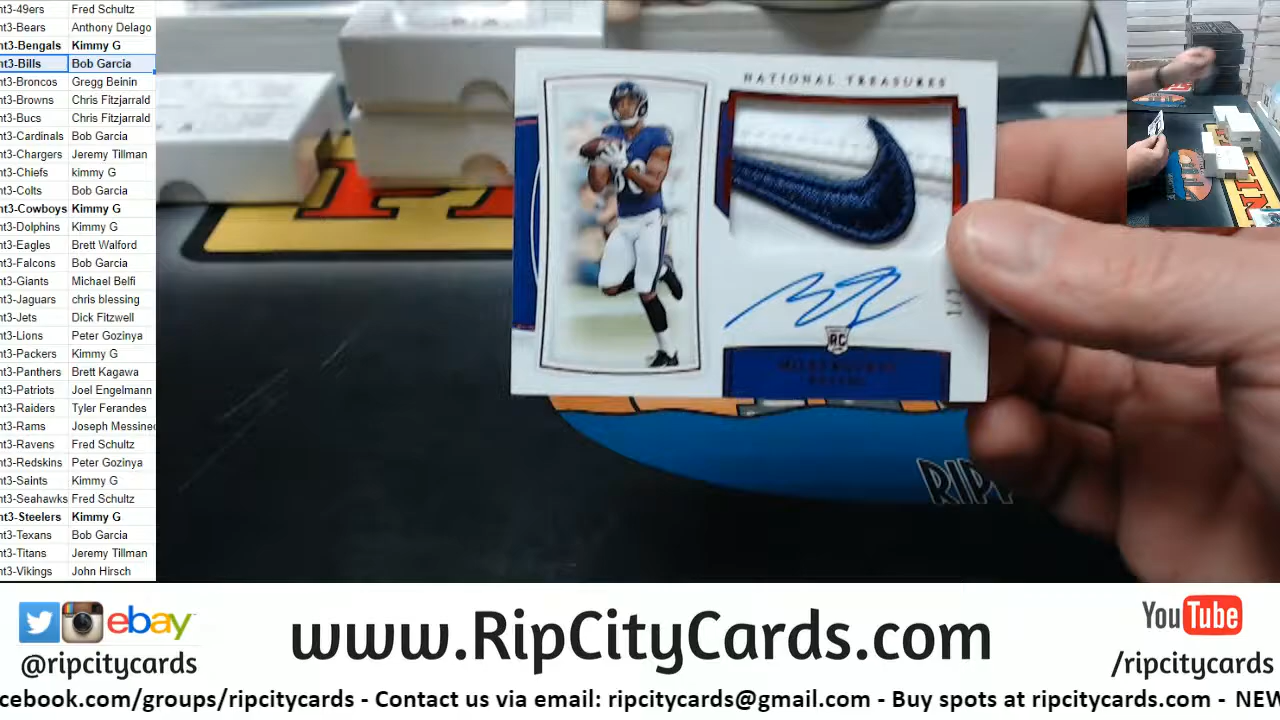 nt3-49ers Fred Schultz
nt3-Bears Anthony Delago
nt3-Bengals Kimmy G
nt3-Bills Bob Garcia
nt3-Broncos Gregg Beinin
nt3-Browns Chris Fitzjarrald
nt3-Bucs Chris Fitzjarrald
nt3-Cardinals Bob Garcia
nt3-Chargers Jeremy Tillman
nt3-Chiefs kimmy G
nt3-Colts Bob Garcia
nt3-Cowboys Kimmy G
nt3-Dolphins Kimmy G
nt3-Eagles Brett Walford
nt3-Falcons Bob Garcia
nt3-Giants Michael Belfi
nt3-Jaguars chris blessing
nt3-Jets Dick Fitzwell
nt3-Lions Peter Gozinya
nt3-Packers Kimmy G
nt3-Panthers Brett Kagawa
nt3-Patriots Joel Engelmann
nt3-Raiders Tyler Ferandes
nt3-Rams Joseph Messineo
nt3-Ravens Fred Schultz
nt3-Redskins Peter Gozinya
nt3-Saints Kimmy G
nt3-Seahawks Fred Schultz
nt3-Steelers Kimmy G
nt3-Texans Bob Garcia
nt3-Titans Jeremy Tillman
nt3-Vikings John Hirsch
NATIONAL TREASURES
RC
RIP
ebay
@ripcitycards
www.RipCityCards.com
YouTube
/ripcitycards
cebook.com/groups/ripcitycards - Contact us via email: ripcitycards@gmail.com - Buy spots at ripcitycards.com - NEW